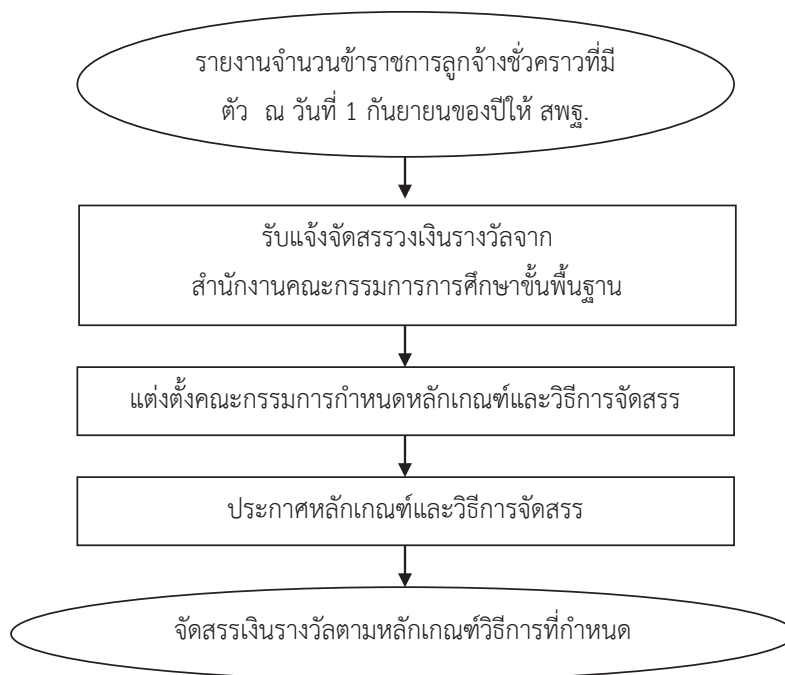 รายงานจำนวนข้าราชการลูกจ้างชั่วคราวที่มี
ตัว ณ วันที่ 1 กันยายนของปีให้ สพฐ.
รับแจ้งจัดสรรวงเงินรางวัลจาก
สำนักงานคณะกรรมการการศึกษาขั้นพื้นฐาน
แต่งตั้งคณะกรรมการกำหนดหลักเกณฑ์และวิธีการจัดสรร
ประกาศหลักเกณฑ์และวิธีการจัดสรร
จัดสรรเงินรางวัลตามหลักเกณฑ์วิธีการที่กำหนด